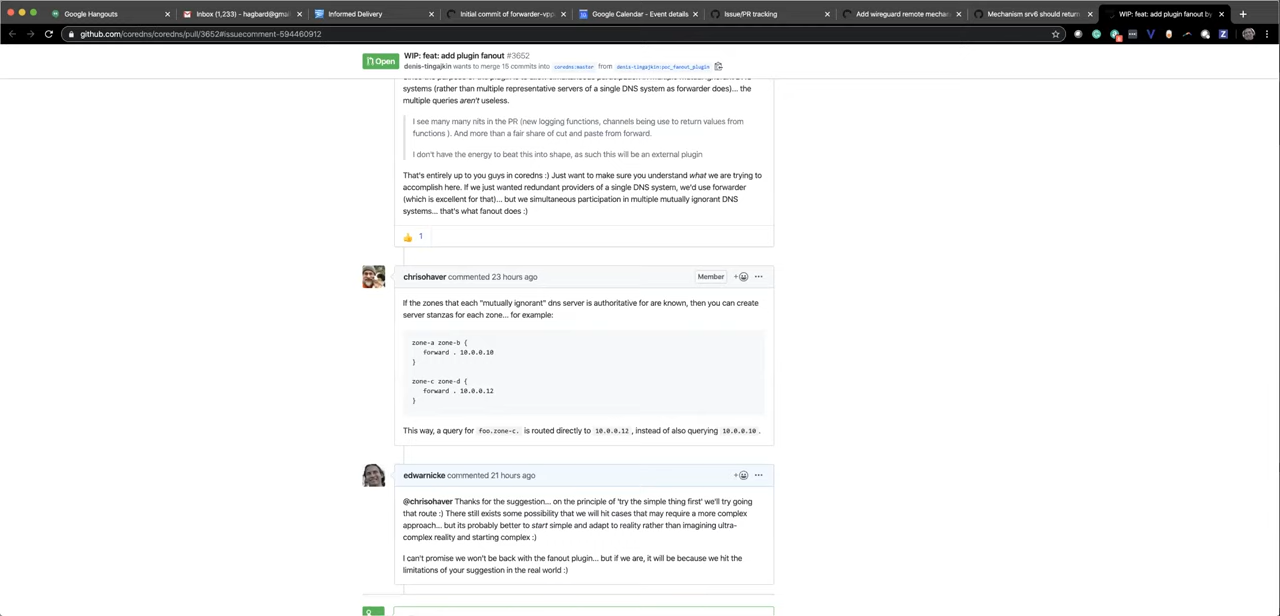 Google Hangouts
Inbox (1,233) - hagbard@gmai
Informed Delivery
Initial commit of forwarder-vpp
Google Calendar - Event details
Issue/PR tracking
Add wireguard remote mechan
Mechanism srv6 should return
WIP: feat: add plugin fanout by
github.com/coredns/coredns/pull/3652#issuecomment-594460912
Open
WIP: feat: add plugin fanout #3652
denis-tingajkin wants to merge 15 commits into coredns:master from denis-tingajkin:poc_fanout_plugin
systems (rather than multiple representative servers of a single DNS system as forwarder does)... the
multiple queries aren't useless.
I see many many nits in the PR (new logging functions, channels being use to return values from
functions ). And more than a fair share of cut and paste from forward.
I don't have the energy to beat this into shape, as such this will be an external plugin
That's entirely up to you guys in coredns :) Just want to make sure you understand what we are trying to
accomplish here. If we just wanted redundant providers of a single DNS system, we'd use forwarder
(which is excellent for that)... but we simultaneous participation in multiple mutually ignorant DNS
systems... that's what fanout does :)
1
chrisohaver commented 23 hours ago
Member
If the zones that each "mutually ignorant" dns server is authoritative for are known, then you can create
server stanzas for each zone... for example:
zone-a zone-b {
forward . 10.0.0.10
}
zone-c zone-d {
forward . 10.0.0.12
}
This way, a query for foo.zone-c. is routed directly to 10.0.0.12 , instead of also querying 10.0.0.10 .
edwarnicke commented 21 hours ago
@chrisohaver Thanks for the suggestion... on the principle of 'try the simple thing first' we'll try going
that route :) There still exists some possibility that we will hit cases that may require a more complex
approach... but its probably better to start simple and adapt to reality rather than imagining ultra-
complex reality and starting complex :)
I can't promise we won't be back with the fanout plugin... but if we are, it will be because we hit the
limitations of your suggestion in the real world :)